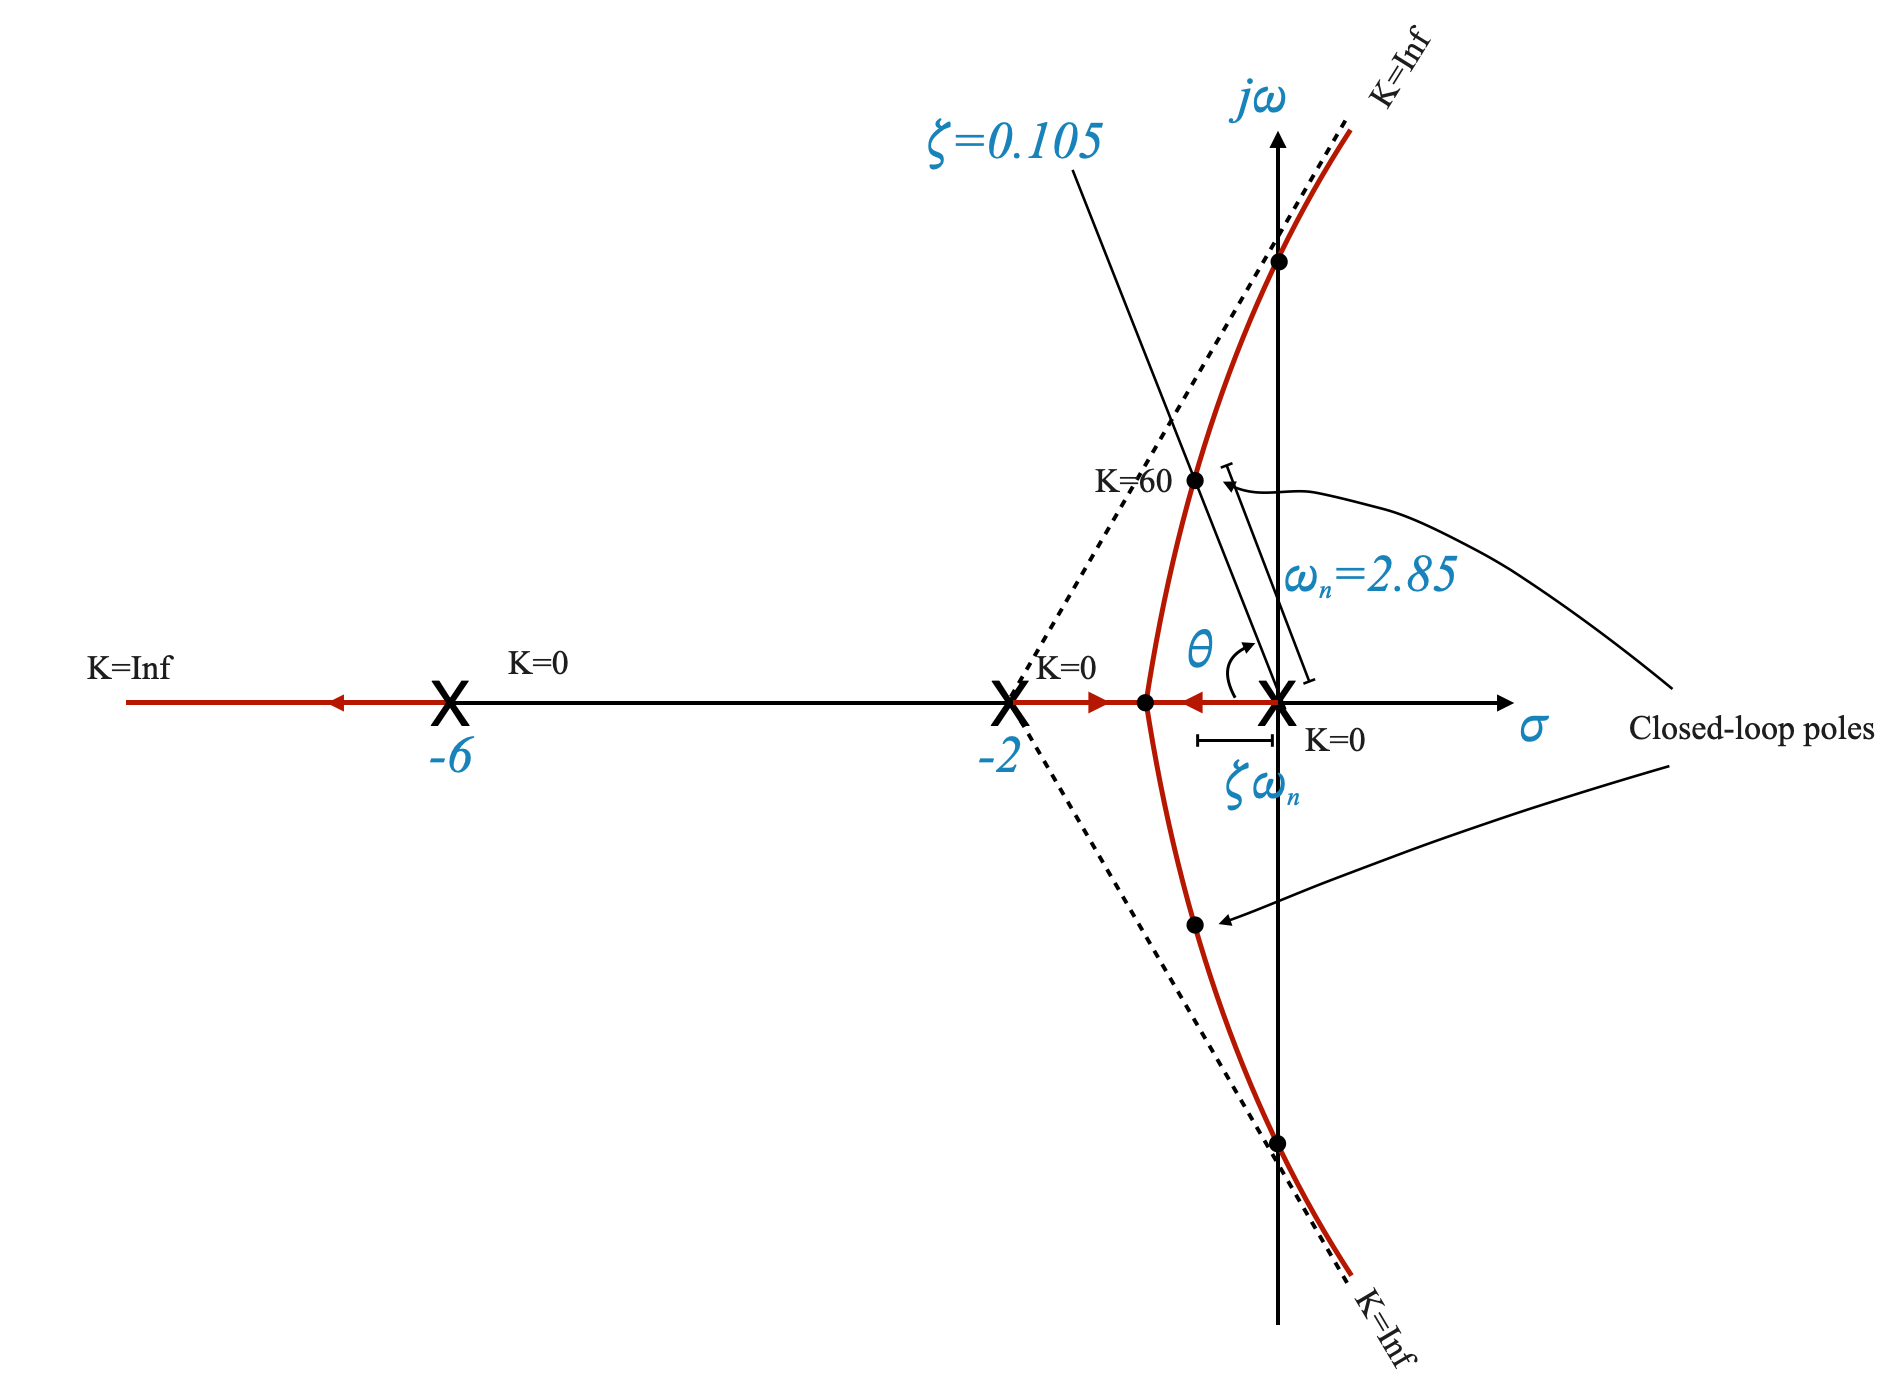 K=Inf
jω
ζ=0.105
K=60
ωn=2.85
θ
K=Inf
K=0
K=0
-6
-2
K=0
σ
Closed-loop poles
ζωn
K=Inf